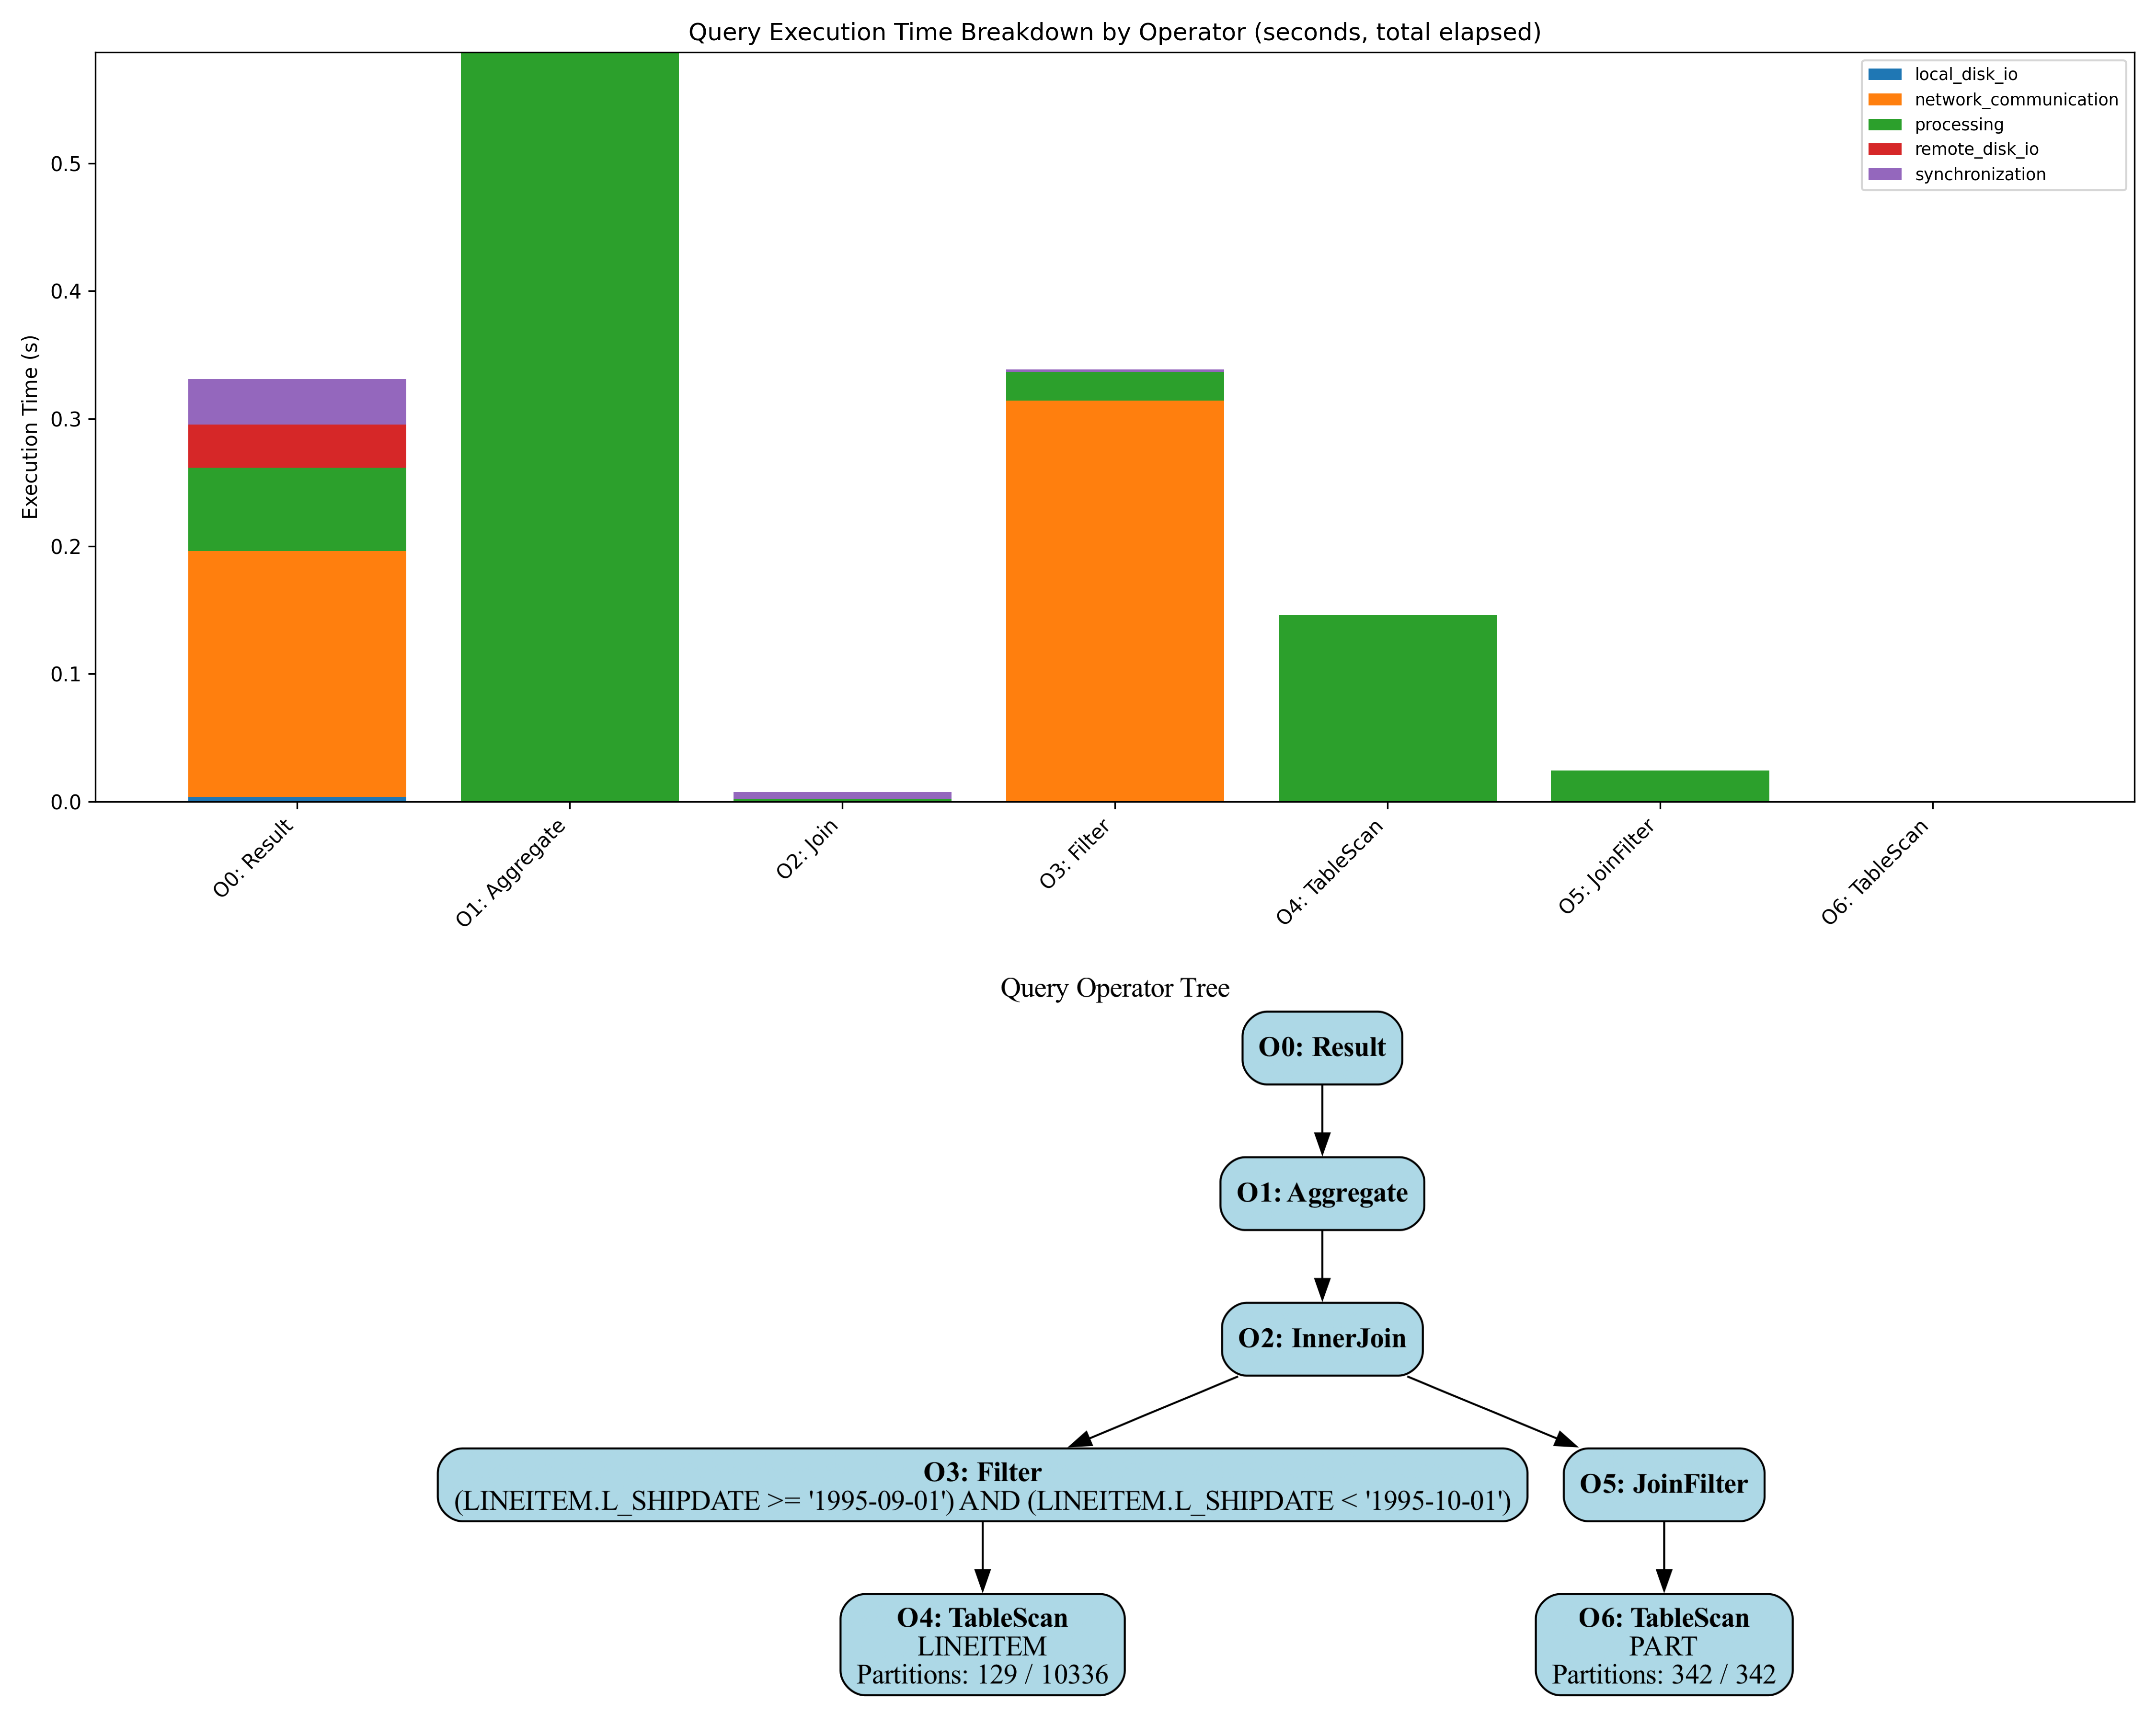 Query Execution Time Breakdown by Operator (seconds, total elapsed)
local_disk_io
network_communication
processing
remote_disk_io
synchronization
Execution Time (s)
0.5
0.4
0.3
0.2
0.1
0.0
O0: Result
O1: Aggregate
O2: Join
O3: Filter
O4: TableScan
O5: JoinFilter
O6: TableScan
Query Operator Tree
O0: Result
O1: Aggregate
O2: InnerJoin
O3: Filter
(LINEITEM.L_SHIPDATE >= '1995-09-01') AND (LINEITEM.L_SHIPDATE < '1995-10-01')
O5: JoinFilter
O4: TableScan
LINEITEM
Partitions: 129 / 10336
O6: TableScan
PART
Partitions: 342 / 342